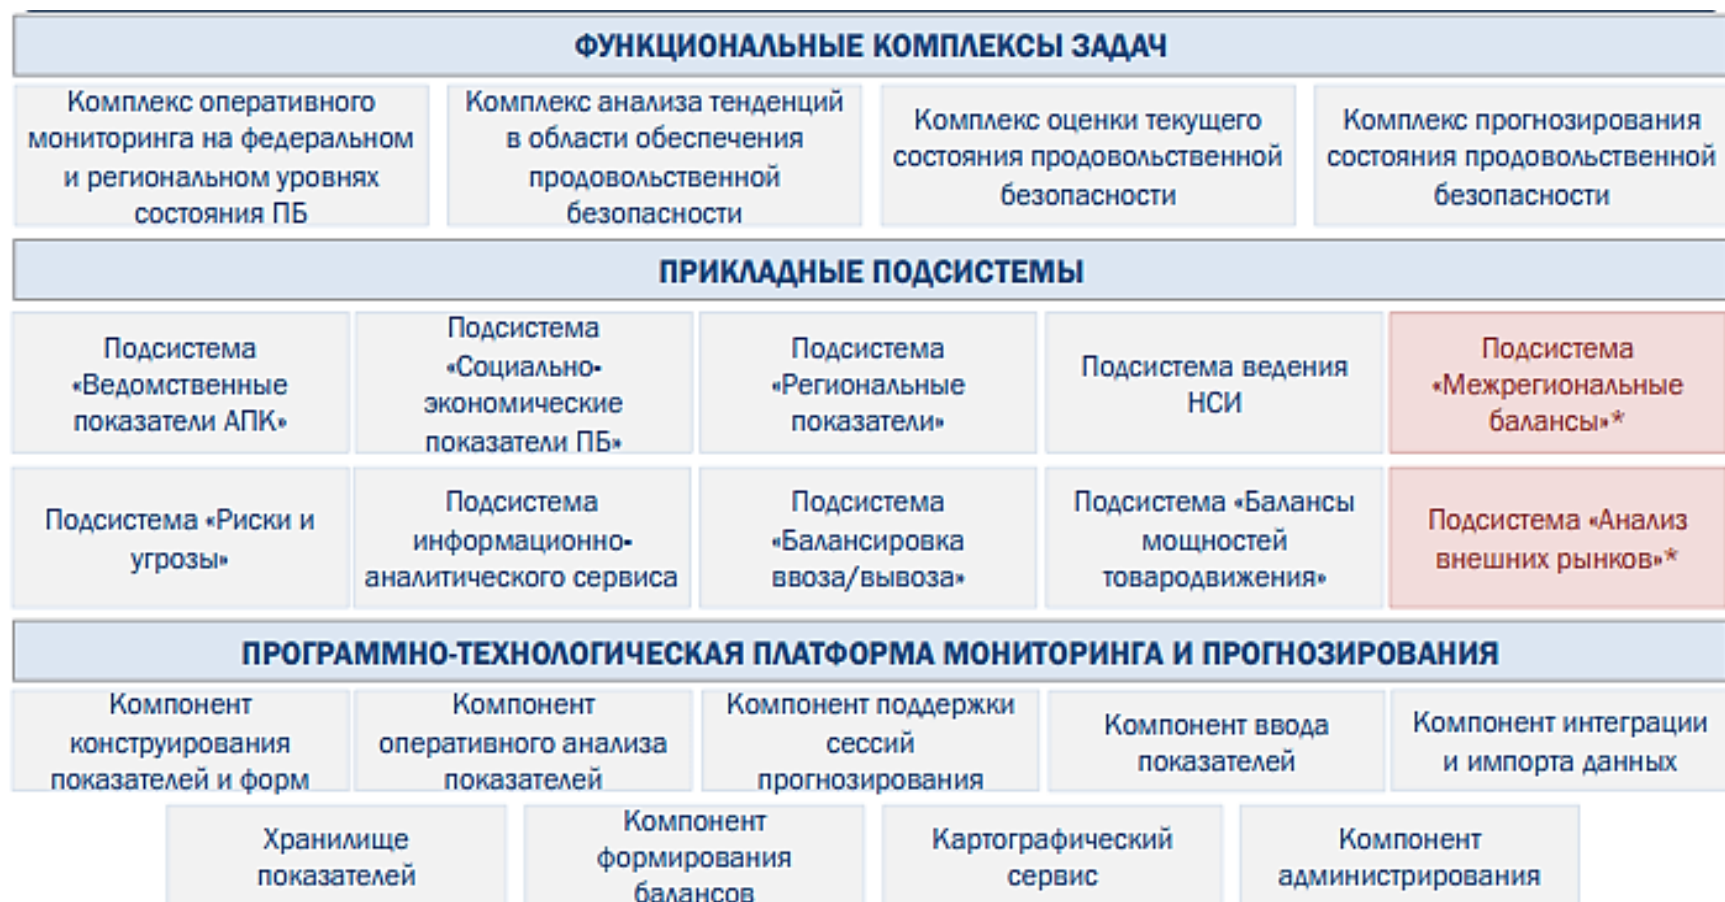 ФУНКЦИОНАЛЬНЫЕ КОМПЛЕКСЫ ЗАДАЧ
Комплекс оперативного
мониторинга на федеральном
и региональном уровнях
состояния ПБ
Комплекс анализа тенденций
в области обеспечения
продовольственной
безопасности
Комплекс оценки текущего
состояния продовольственной
безопасности
Комплекс прогнозирования
состояния продовольственной
безопасности
ПРИКЛАДНЫЕ ПОДСИСТЕМЫ
Подсистема
«Ведомственные
показатели АПК»
Подсистема
«Социально-
экономические
показатели ПБ»
Подсистема
«Региональные
показатели»
Подсистема ведения
НСИ
Подсистема
«Межрегиональные
балансы»*
Подсистема «Риски и
угрозы»
Подсистема
информационно-
аналитического сервиса
Подсистема
«Балансировка
ввоза/вывоза»
Подсистема «Балансы
мощностей
товародвижения»
Подсистема «Анализ
внешних рынков»*
ПРОГРАММНО-ТЕХНОЛОГИЧЕСКАЯ ПЛАТФОРМА МОНИТОРИНГА И ПРОГНОЗИРОВАНИЯ
Компонент
конструирования
показателей и форм
Компонент
оперативного анализа
показателей
Компонент поддержки
сессий
прогнозирования
Компонент ввода
показателей
Компонент интеграции
и импорта данных
Хранилище
показателей
Компонент
формирования
балансов
Картографический
сервис
Компонент
администрирования